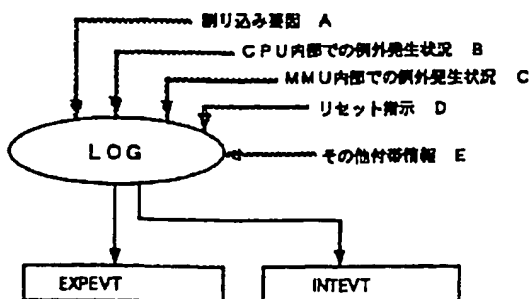 割り込み要因 A
CPU内部での例外発生状況 B
MMU内部での例外発生状況 C
リセット指示 D
LOG
その他付帯情報 E
EXPEVT
INTEVT